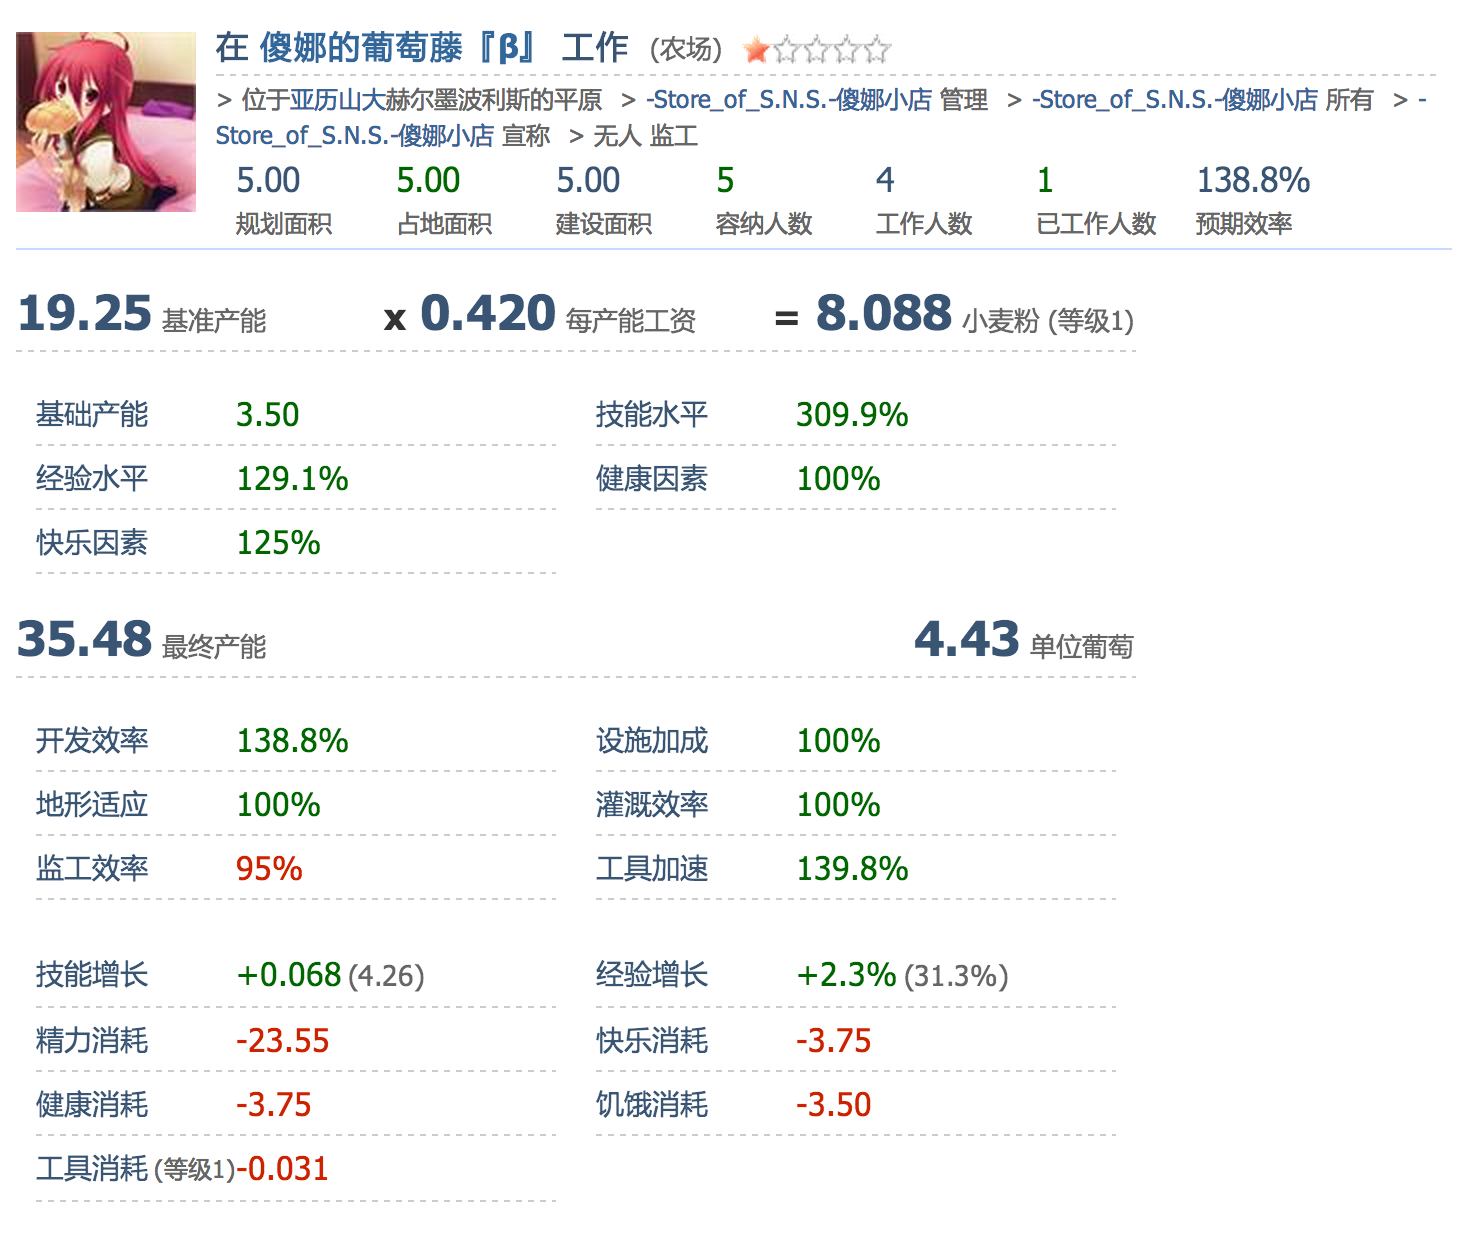 在 傻娜的葡萄藤『β』 工作 (农场)
> 位于亚历山大赫尔墨波利斯的平原 > -Store_of_S.N.S.-傻娜小店 管理 > -Store_of_S.N.S.-傻娜小店 所有 > -
Store_of_S.N.S.-傻娜小店 宣称 > 无人 监工
5.00 5.00 5.00 5 4 1 138.8%
规划面积 占地面积 建设面积 容纳人数 工作人数 已工作人数 预期效率
19.25 基准产能 x 0.420 每产能工资 = 8.088 小麦粉 (等级1)
基础产能 3.50 技能水平 309.9%
经验水平 129.1% 健康因素 100%
快乐因素 125%
35.48 最终产能 4.43 单位葡萄
开发效率 138.8% 设施加成 100%
地形适应 100% 灌溉效率 100%
监工效率 95% 工具加速 139.8%
技能增长 +0.068 (4.26) 经验增长 +2.3% (31.3%)
精力消耗 -23.55 快乐消耗 -3.75
健康消耗 -3.75 饥饿消耗 -3.50
工具消耗 (等级1) -0.031